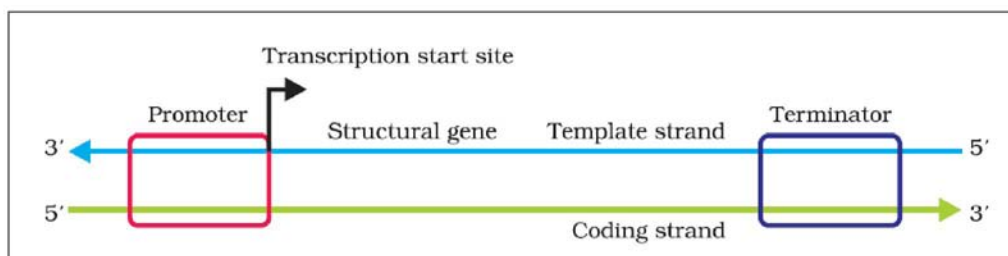 Transcription start site
Promoter
Terminator
Structural gene
Template strand
3′
5′
5′
3′
Coding strand